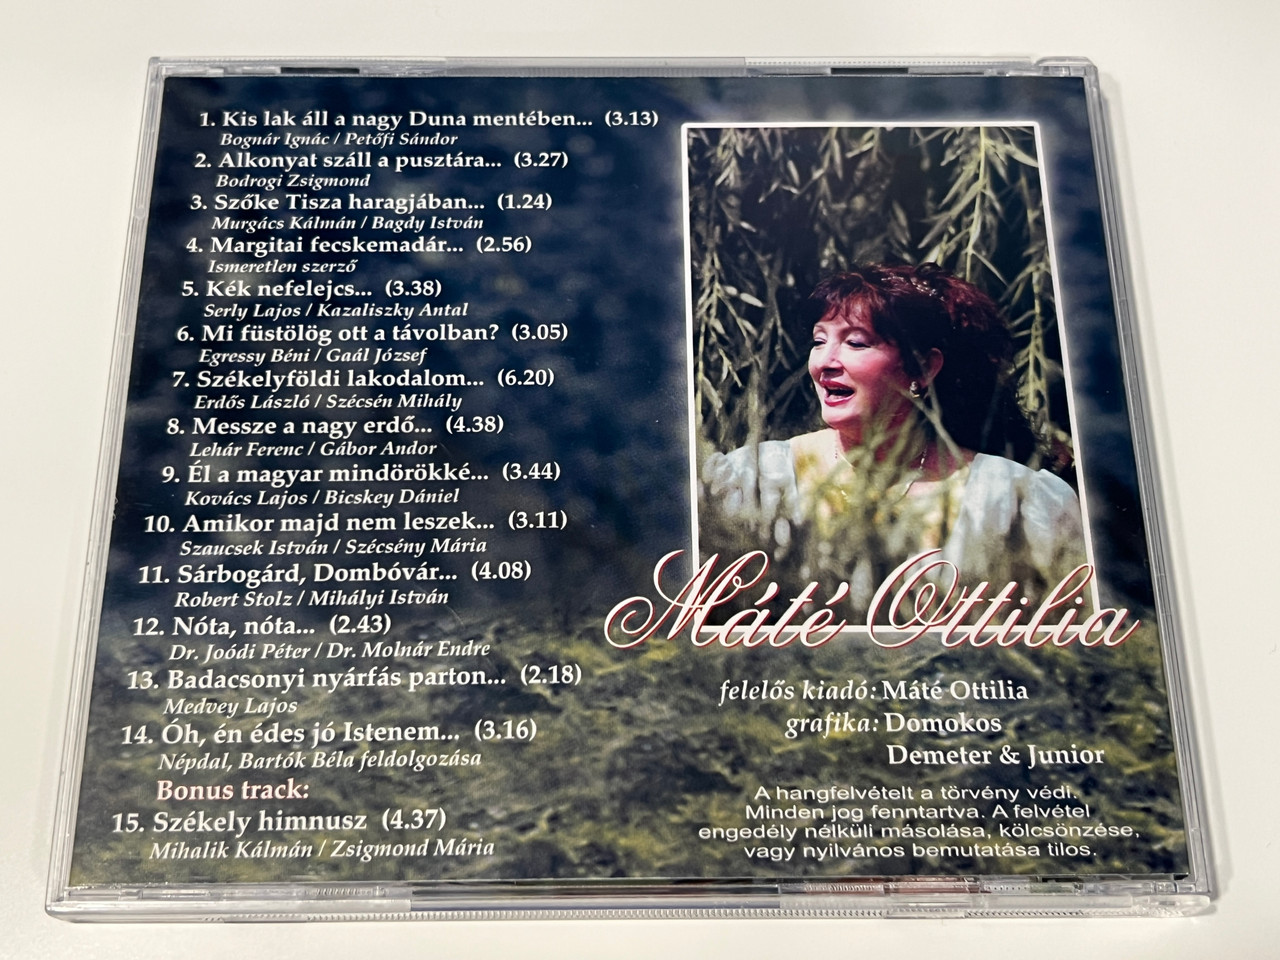 1. Kis lak áll a nagy Duna mentében... (3.13)
Bognár Ignác / Petőfi Sándor
2. Alkonyat száll a pusztára... (3.27)
Bodrogi Zsigmond
3. Szőke Tisza haragjában... (1.24)
Murgács Kálmán / Bagdy István
4. Margitai fecskemadár... (2.56)
Ismeretlen szerző
5. Kék nefelejcs... (3.38)
Serly Lajos / Kazaliszky Antal
6. Mi füstölög ott a távolban? (3.05)
Egressy Béni / Gaál József
7. Székelyföldi lakodalom... (6.20)
Erdős László / Szécsén Mihály
8. Messze a nagy erdő... (4.38)
Lehár Ferenc / Gábor Andor
9. Él a magyar mindörökké... (3.44)
Kovács Lajos / Bicskey Dániel
10. Amikor majd nem leszek... (3.11)
Szaucsek István / Szécsény Mária
11. Sárbogárd, Dombóvár... (4.08)
Robert Stolz / Mihályi István
12. Nóta, nóta... (2.43)
Dr. Joódi Péter / Dr. Molnár Endre
13. Badacsonyi nyárfás parton... (2.18)
Medvey Lajos
14. Óh, én édes jó Istenem... (3.16)
Népdal, Bartók Béla feldolgozása
Bonus track:
15. Székely himnusz (4.37)
Mihalik Kálmán / Zsigmond Mária
Máté Ottilia
felelős kiadó: Máté Ottilia
grafika: Domokos
Demeter & Junior
A hangfelvételt a törvény védi.
Minden jog fenntartva. A felvétel
engedély nélküli másolása, kölcsönzése,
vagy nyilvános bemutatása tilos.